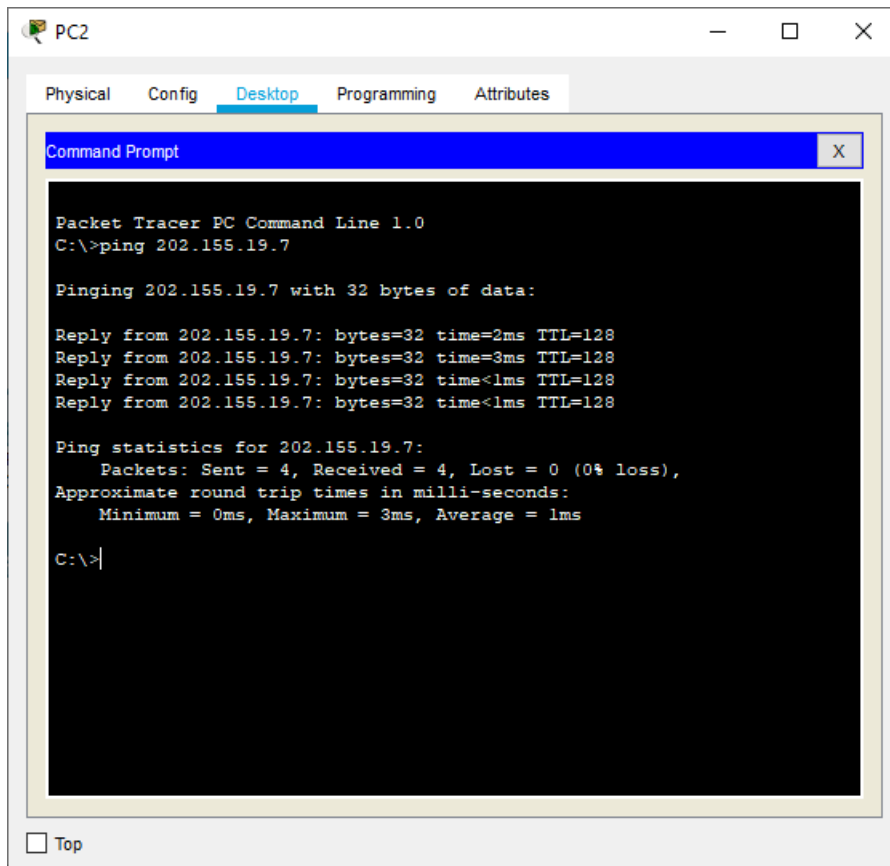 PC2
Physical Config Desktop Programming Attributes
Command Prompt X
Packet Tracer PC Command Line 1.0
C:\>ping 202.155.19.7
Pinging 202.155.19.7 with 32 bytes of data:
Reply from 202.155.19.7: bytes=32 time=2ms TTL=128
Reply from 202.155.19.7: bytes=32 time=3ms TTL=128
Reply from 202.155.19.7: bytes=32 time<1ms TTL=128
Reply from 202.155.19.7: bytes=32 time<1ms TTL=128
Ping statistics for 202.155.19.7:
Packets: Sent = 4, Received = 4, Lost = 0 (0% loss),
Approximate round trip times in milli-seconds:
Minimum = 0ms, Maximum = 3ms, Average = 1ms
C:\>
Top